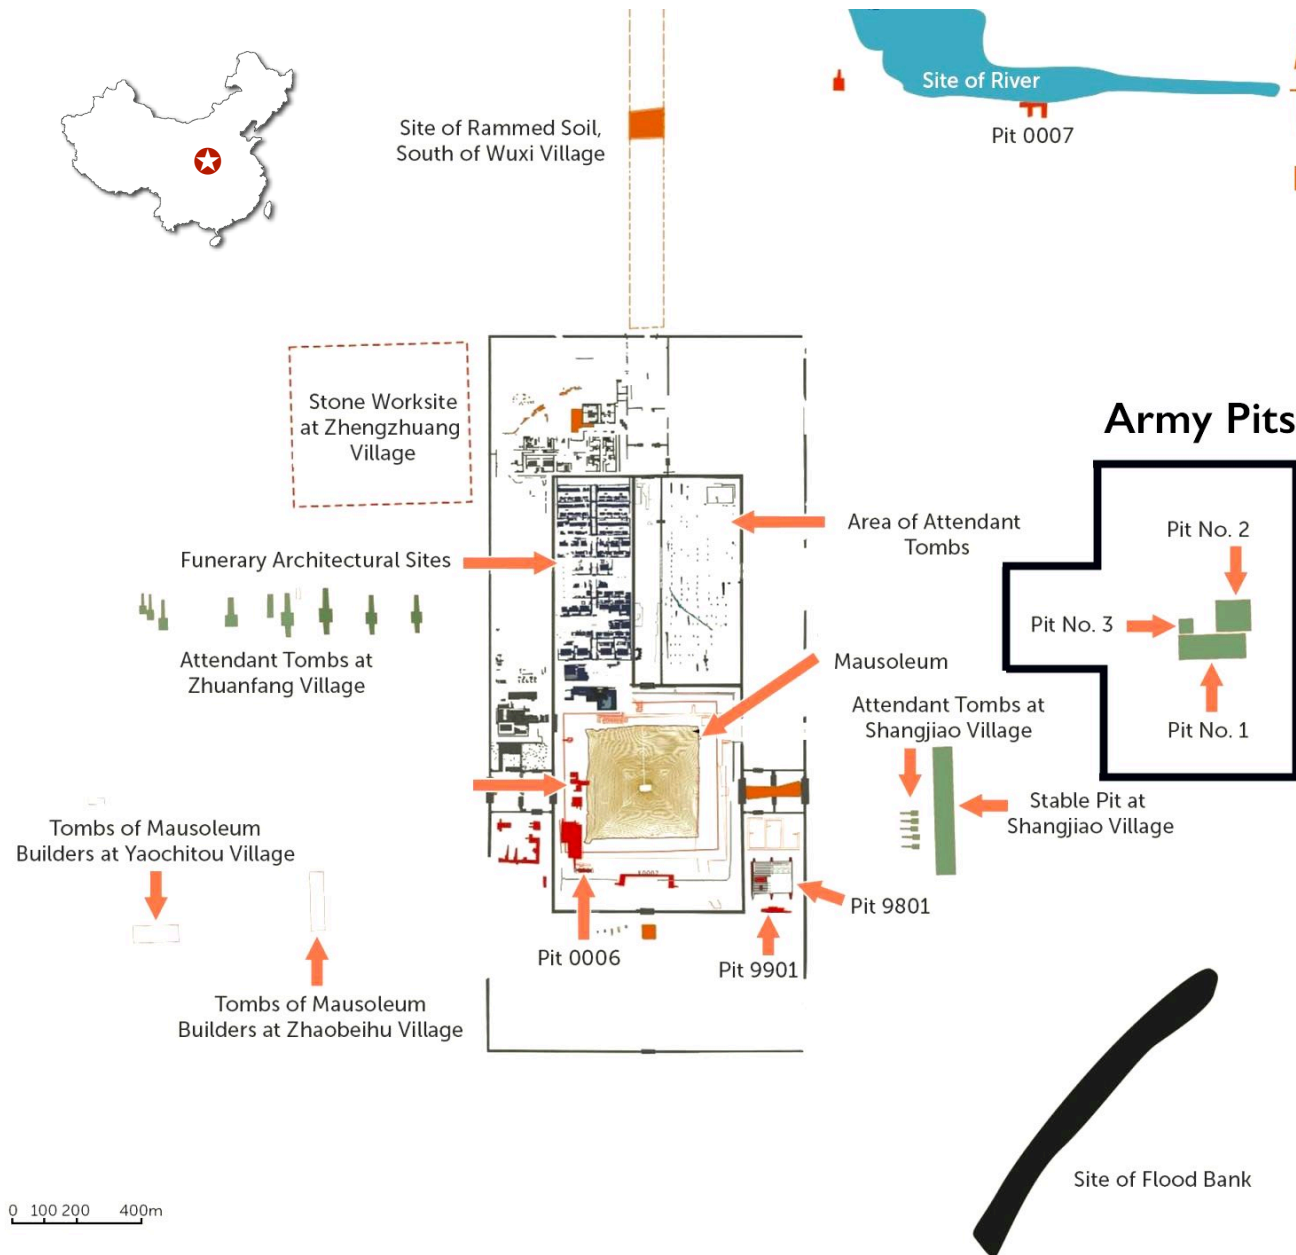 Site of River
Pit 0007
Site of Rammed Soil,
South of Wuxi Village
Stone Worksite
at Zhengzhuang
Village
Army Pits
Area of Attendant
Tombs
Pit No. 2
Funerary Architectural Sites
Pit No. 3
Attendant Tombs at
Zhuanfang Village
Mausoleum
Attendant Tombs at
Shangjiao Village
Pit No. 1
Stable Pit at
Shangjiao Village
Tombs of Mausoleum
Builders at Yaochitou Village
Pit 9801
Pit 0006
Pit 9901
Tombs of Mausoleum
Builders at Zhaobeihu Village
Site of Flood Bank
0 100 200 400m